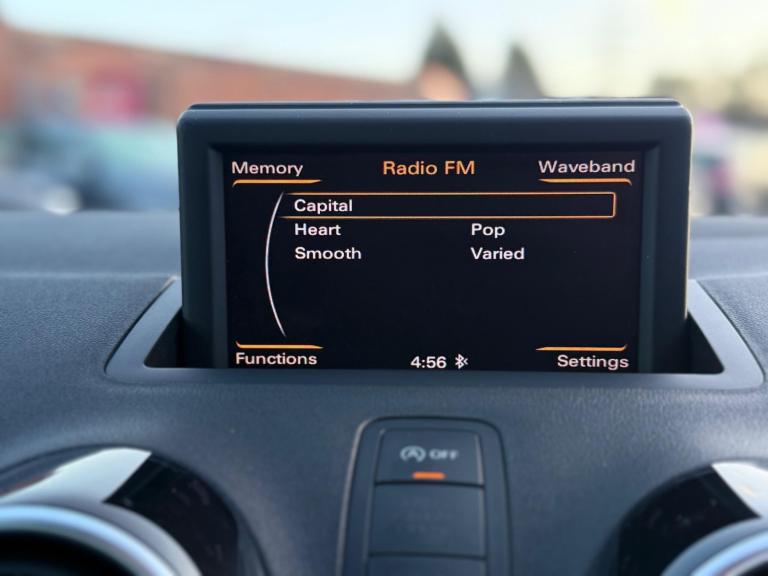 Memory Radio FM Waveband
Capital
Heart Pop
Smooth Varied
Functions 4:56 Settings
OFF